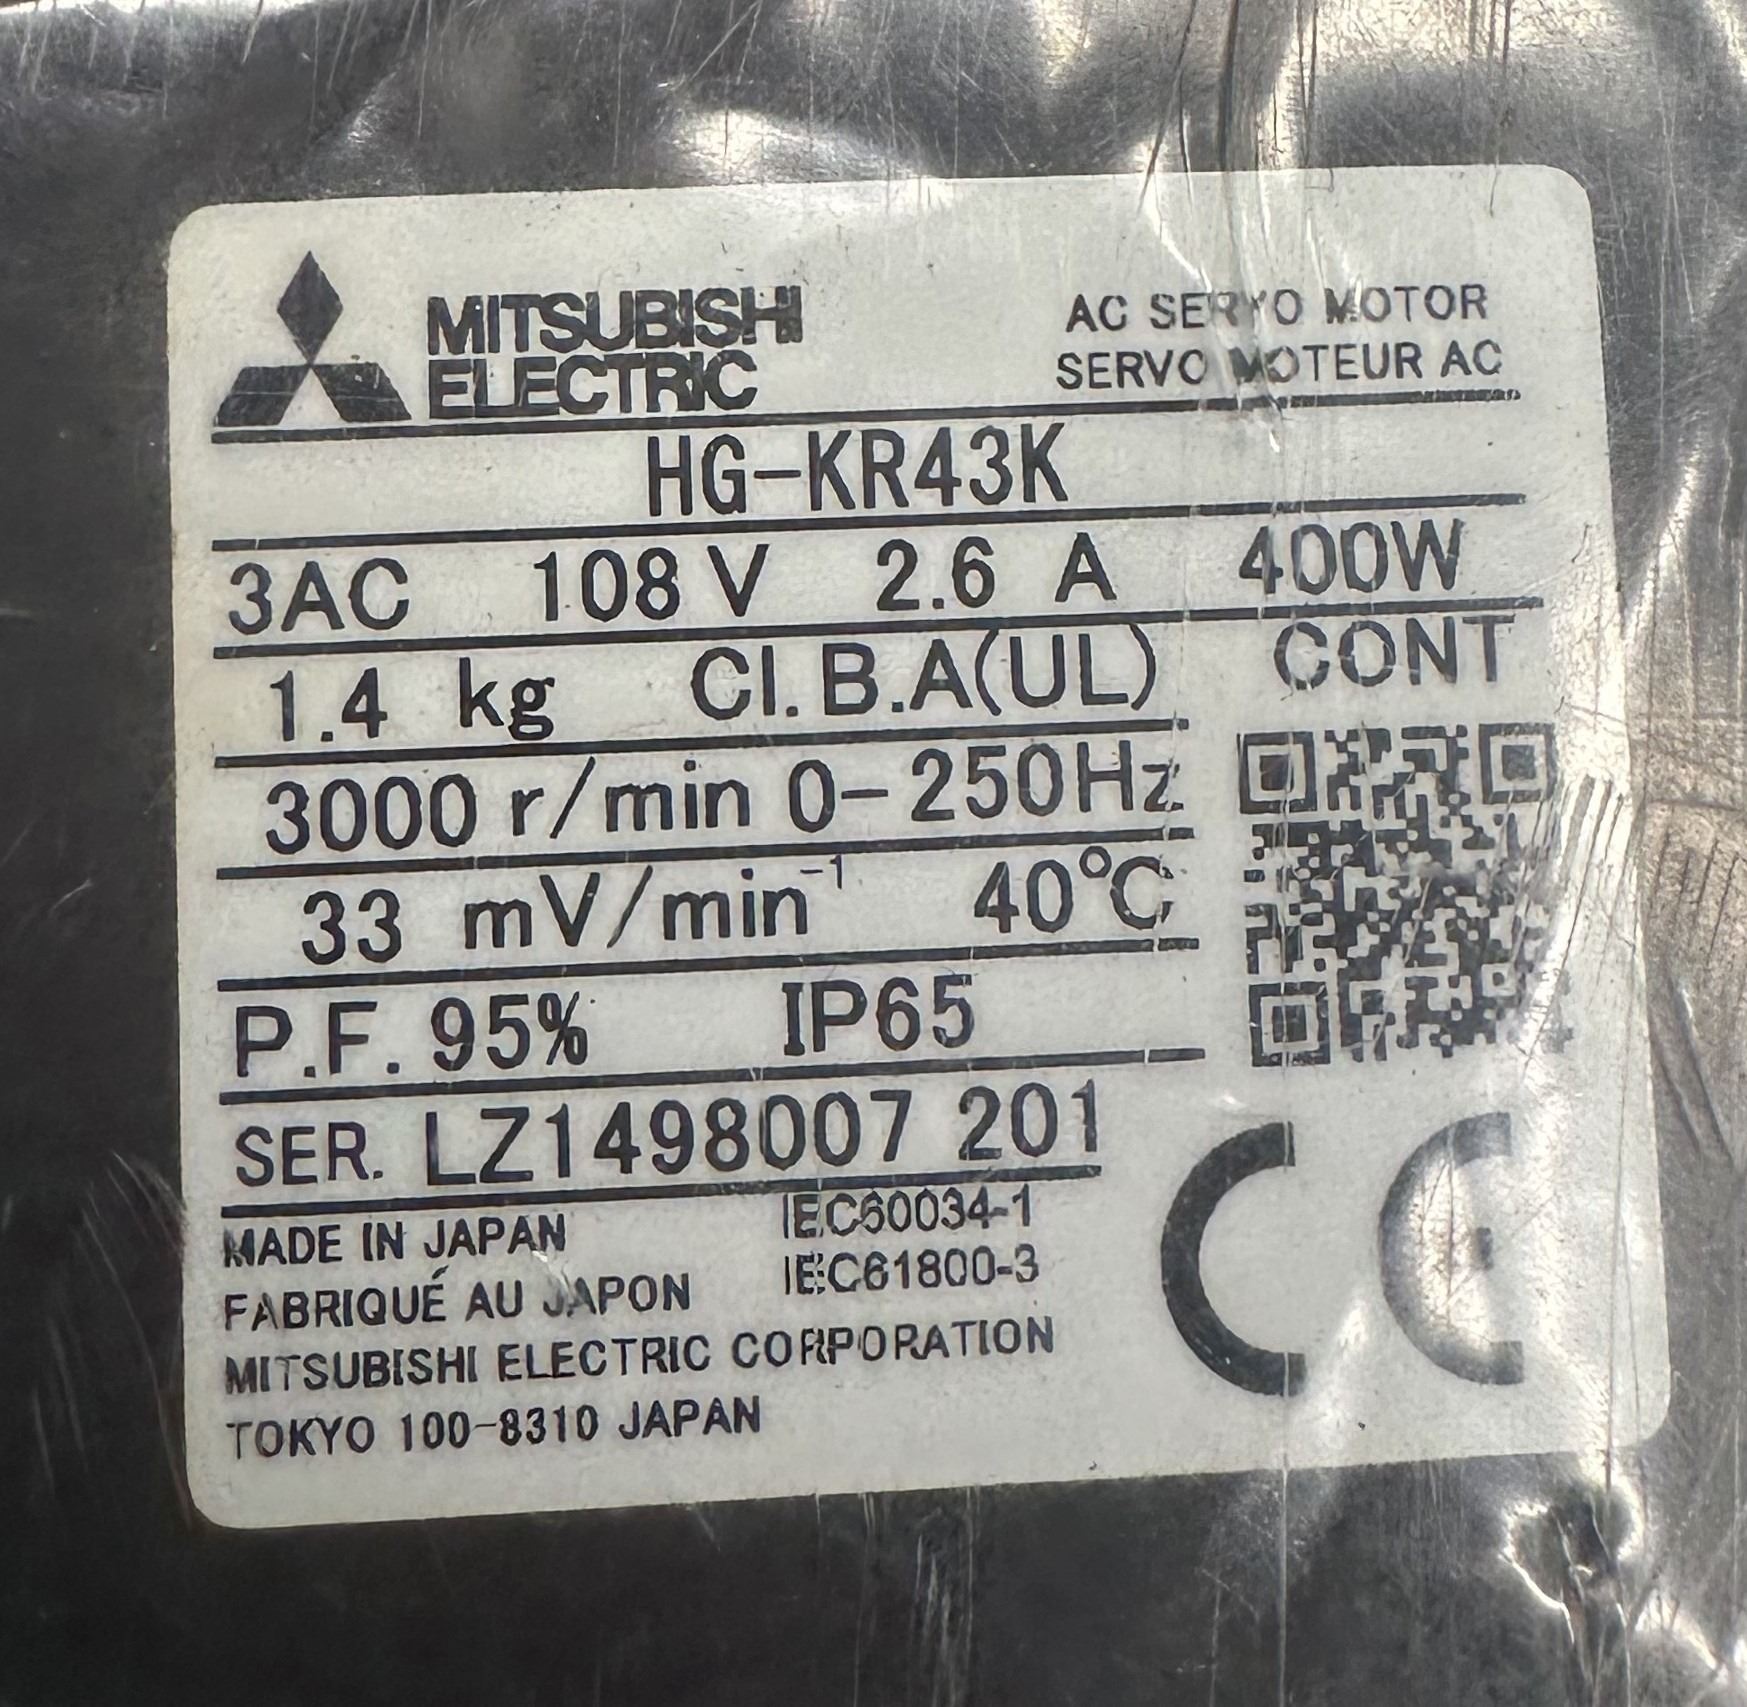 MITSUBISHI
ELECTRIC
AC SERVO MOTOR
SERVO MOTEUR AC
HG-KR43K
3AC 108 V 2.6 A 400W
1.4 kg Cl.B.A(UL) CONT
3000 r/min 0-250Hz
33 mV/min⁻¹ 40℃
P.F. 95% IP65
SER. LZ1498007 201
MADE IN JAPAN IEC60034-1
FABRIQUÉ AU JAPON IEC61800-3
MITSUBISHI ELECTRIC CORPORATION
TOKYO 100-8310 JAPAN
CE